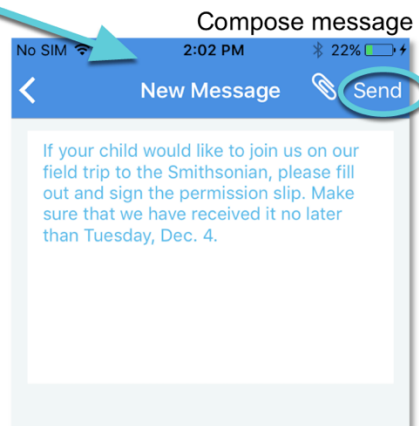 Compose message
No SIM 2:02 PM 22%
New Message Send
If your child would like to join us on our
field trip to the Smithsonian, please fill
out and sign the permission slip. Make
sure that we have received it no later
than Tuesday, Dec. 4.